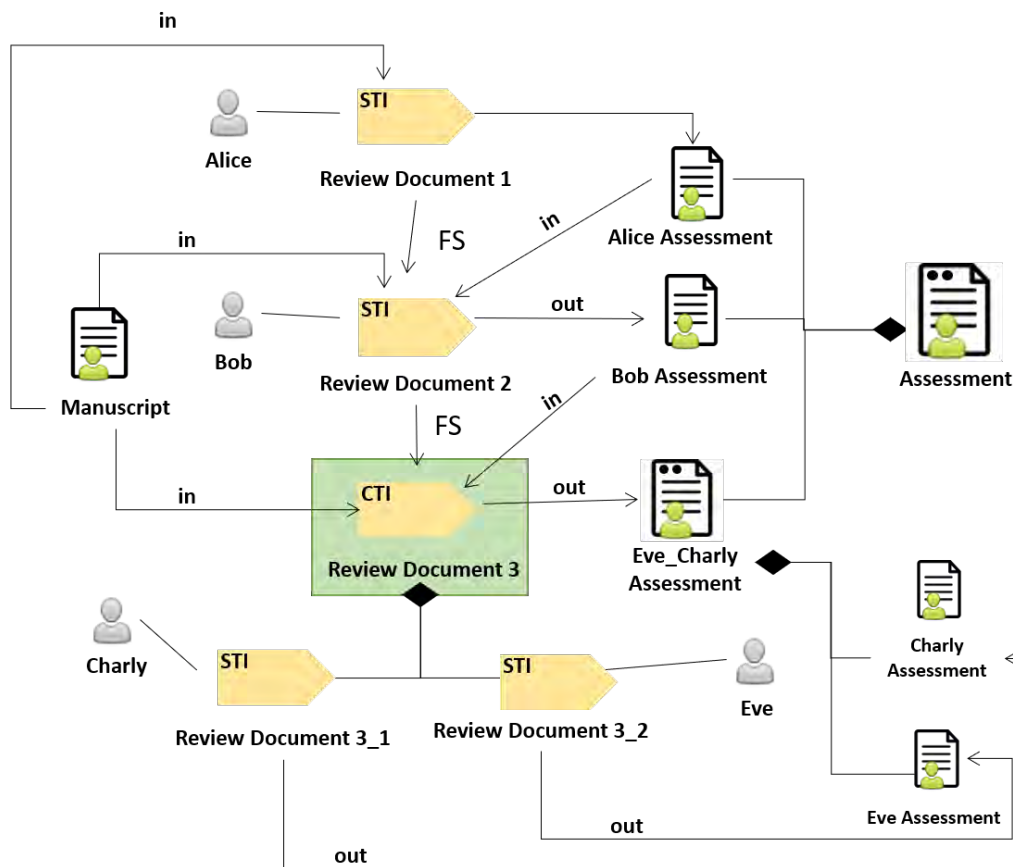 in
STI
Alice
Review Document 1
in
FS
in
Alice Assessment
STI
out
Bob
Review Document 2
Bob Assessment
Assessment
Manuscript
FS
in
in
CTI
out
Review Document 3
Eve_Charly
Assessment
Charly
STI
STI
Eve
Charly
Assessment
Review Document 3_1
Review Document 3_2
Eve Assessment
out
out